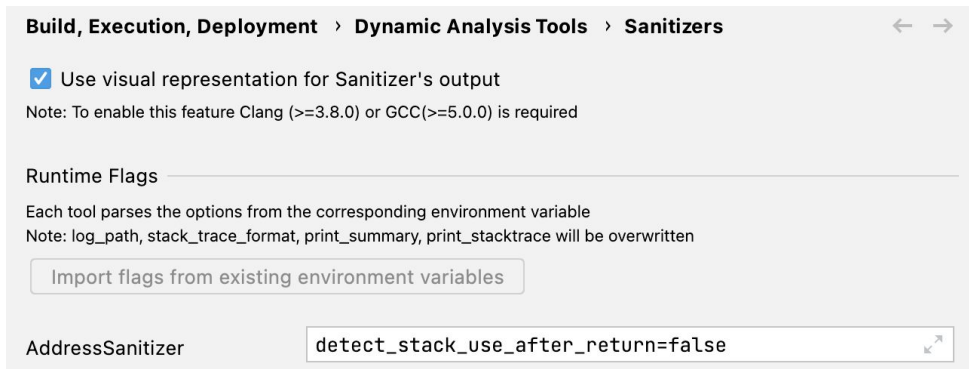 Build, Execution, Deployment › Dynamic Analysis Tools › Sanitizers
Use visual representation for Sanitizer's output
Note: To enable this feature Clang (>=3.8.0) or GCC(>=5.0.0) is required
Runtime Flags
Each tool parses the options from the corresponding environment variable
Note: log_path, stack_trace_format, print_summary, print_stacktrace will be overwritten
Import flags from existing environment variables
AddressSanitizer detect_stack_use_after_return=false